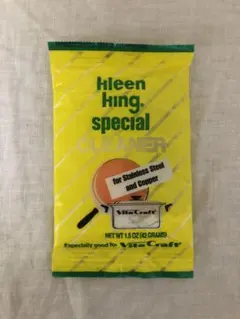 kleen
king.
special
CLEANER
for Stainless Steel
and Copper
VitaCraft
NET WT 1.5 OZ (42 GRAMS)
Especially good for VitaCraft